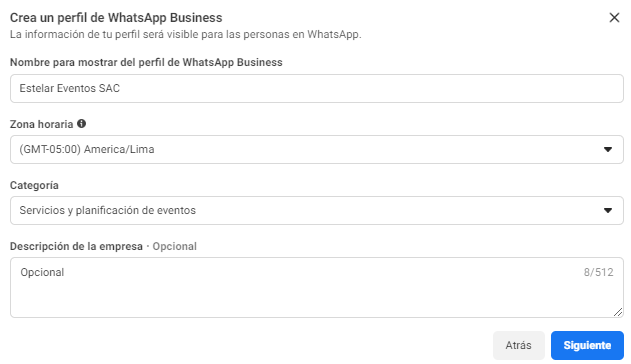 Crea un perfil de WhatsApp Business
La información de tu perfil será visible para las personas en WhatsApp.
Nombre para mostrar del perfil de WhatsApp Business
Estelar Eventos SAC
Zona horaria
(GMT-05:00) America/Lima
Categoría
Servicios y planificación de eventos
Descripción de la empresa · Opcional
Opcional 8/512
Atrás Siguiente